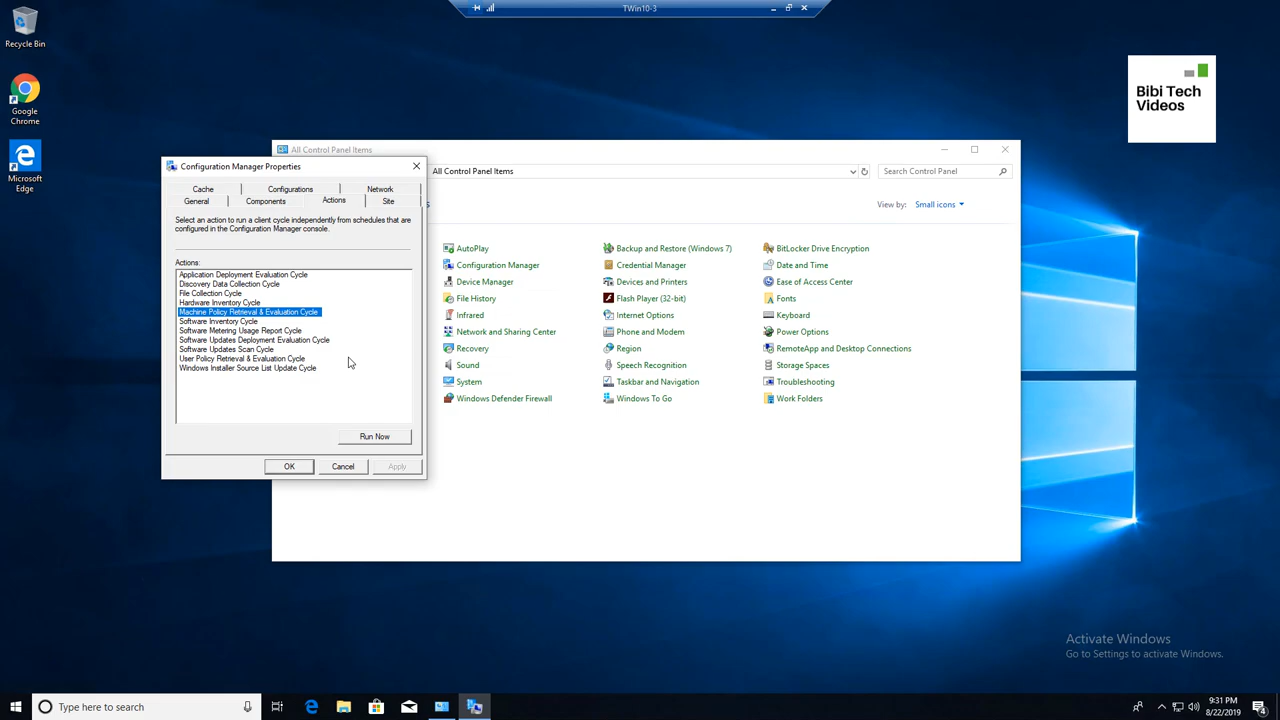 TWin10-3
Recycle Bin
Google
Chrome
Microsoft
Edge
Bibi Tech
Videos
All Control Panel Items
All Control Panel Items
Search Control Panel
View by:
Small icons
s
Configuration Manager Properties
Cache
Configurations
Network
General
Components
Actions
Site
Select an action to run a client cycle independently from schedules that are
configured in the Configuration Manager console.
Actions:
Application Deployment Evaluation Cycle
Discovery Data Collection Cycle
File Collection Cycle
Hardware Inventory Cycle
Machine Policy Retrieval & Evaluation Cycle
Software Inventory Cycle
Software Metering Usage Report Cycle
Software Updates Deployment Evaluation Cycle
Software Updates Scan Cycle
User Policy Retrieval & Evaluation Cycle
Windows Installer Source List Update Cycle
Run Now
OK
Cancel
Apply
AutoPlay
Configuration Manager
Device Manager
File History
Infrared
Network and Sharing Center
Recovery
Sound
System
Windows Defender Firewall
Backup and Restore (Windows 7)
Credential Manager
Devices and Printers
Flash Player (32-bit)
Internet Options
Phone and Modem
Region
Speech Recognition
Taskbar and Navigation
Windows To Go
BitLocker Drive Encryption
Date and Time
Ease of Access Center
Fonts
Keyboard
Power Options
RemoteApp and Desktop Connections
Storage Spaces
Troubleshooting
Work Folders
Activate Windows
Go to Settings to activate Windows.
Type here to search
9:31 PM
8/22/2019
4